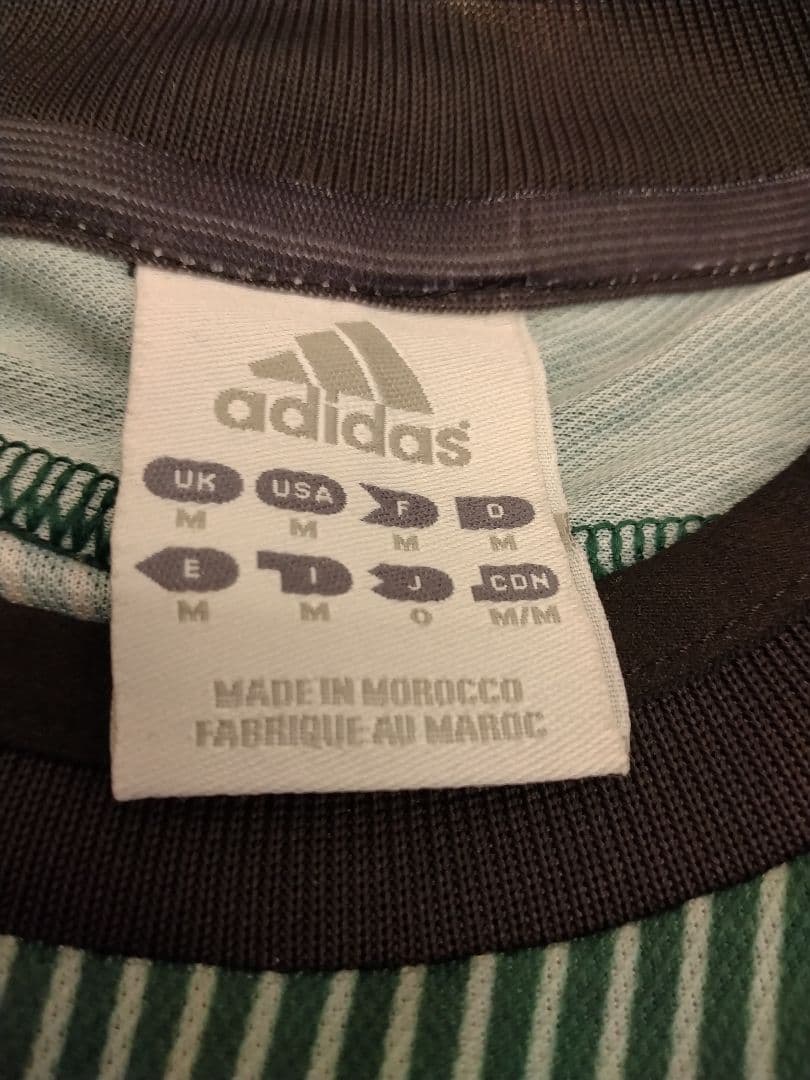 adidas
UK USA F D
M M M M
E I J CDN
M M O M/M
MADE IN MOROCCO
FABRIQUE AU MAROC